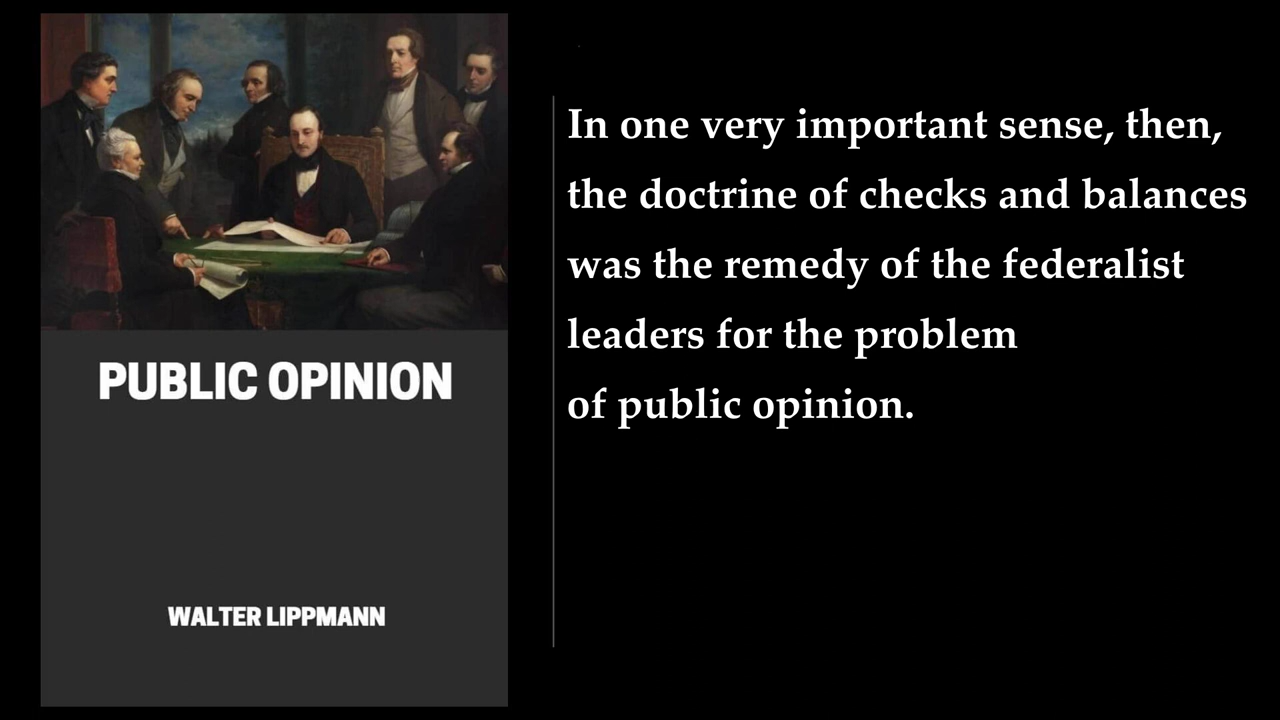 PUBLIC OPINION
WALTER LIPPMANN
In one very important sense, then,
the doctrine of checks and balances
was the remedy of the federalist
leaders for the problem
of public opinion.